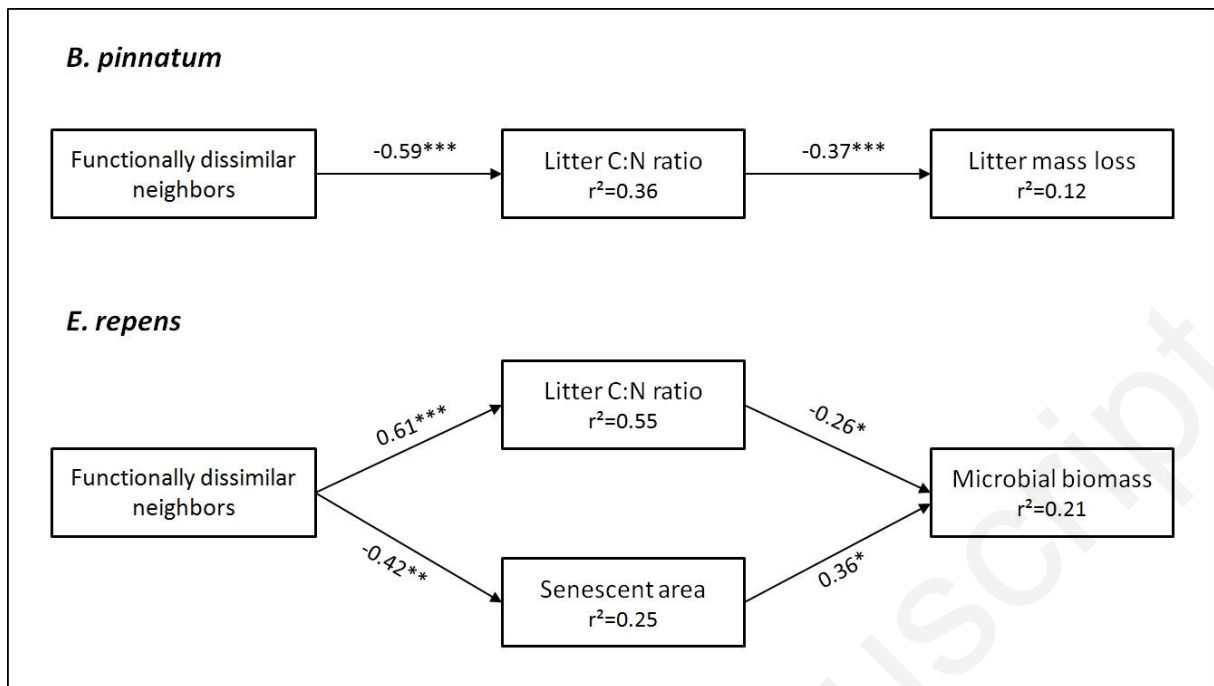 B. pinnatum
Functionally dissimilar
neighbors
-0.59***
Litter C:N ratio
r²=0.36
-0.37***
Litter mass loss
r²=0.12
E. repens
Functionally dissimilar
neighbors
0.61***
-0.42**
Litter C:N ratio
r²=0.55
Senescent area
r²=0.25
-0.26*
0.36*
Microbial biomass
r²=0.21
uscript